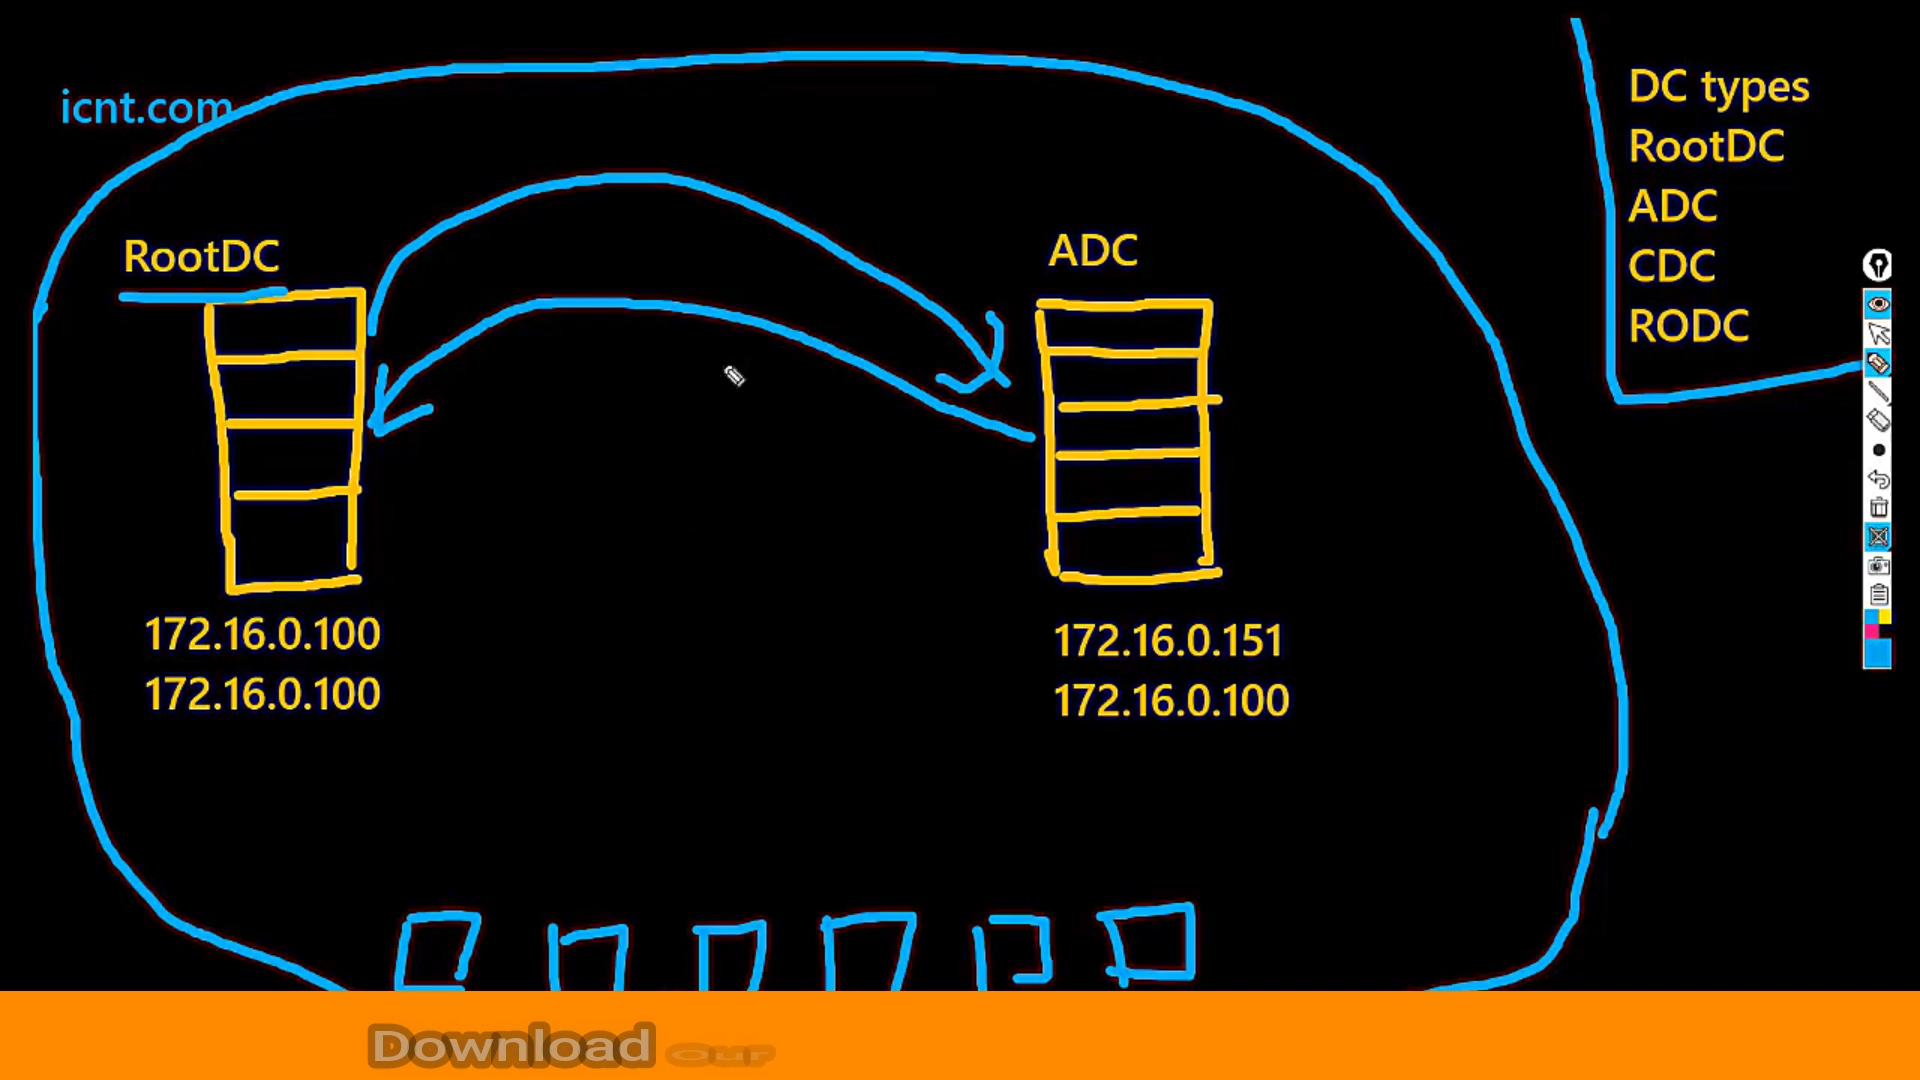 icnt.com
DC types
RootDC
ADC
CDC
RODC
RootDC
ADC
172.16.0.100
172.16.0.100
172.16.0.151
172.16.0.100
Download our